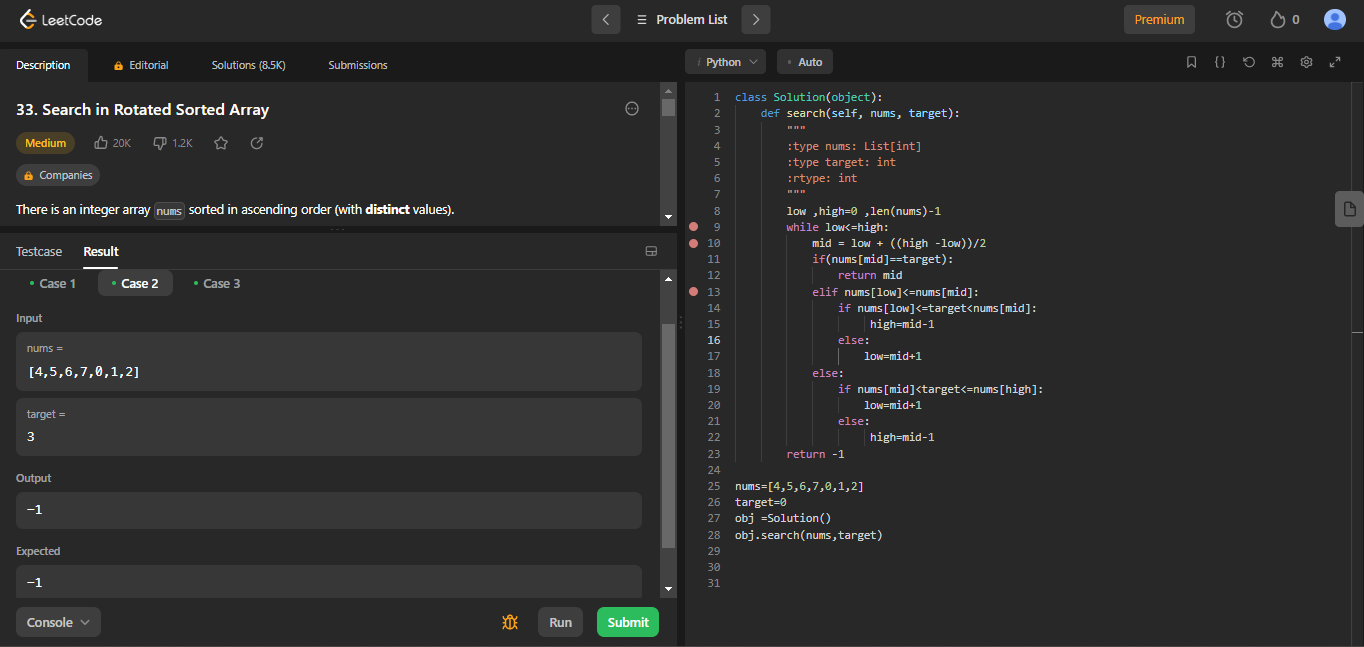 LeetCode
Problem List
Premium
0
Description
Editorial
Solutions (8.5K)
Submissions
33. Search in Rotated Sorted Array
Medium
20K
1.2K
Companies
There is an integer array nums sorted in ascending order (with distinct values).
Testcase
Result
Case 1
Case 2
Case 3
Input
nums =
[4,5,6,7,0,1,2]
target =
3
Output
-1
Expected
-1
Console
Run
Submit
i Python
Auto
1 class Solution(object):
2 def search(self, nums, target):
3 """
4 :type nums: List[int]
5 :type target: int
6 :rtype: int
7 """
8 low ,high=0 ,len(nums)-1
9 while low<=high:
10 mid = low + ((high -low))/2
11 if(nums[mid]==target):
12 return mid
13 elif nums[low]<=nums[mid]:
14 if nums[low]<=target<nums[mid]:
15 high=mid-1
16 else:
17 low=mid+1
18 else:
19 if nums[mid]<target<=nums[high]:
20 low=mid+1
21 else:
22 high=mid-1
23 return -1
24
25 nums=[4,5,6,7,0,1,2]
26 target=0
27 obj =Solution()
28 obj.search(nums,target)
29
30
31